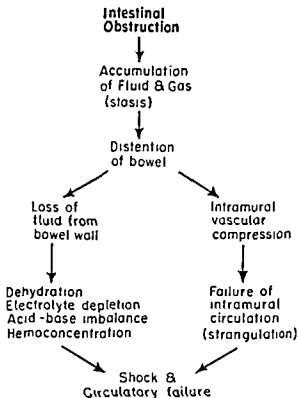 Intestinal
Obstruction
Accumulation
of Fluid & Gas
(stasis)
Distention
of bowel
Loss of
fluid from
bowel wall
Intramural
vascular
compression
Dehydration
Electrolyte depletion
Acid-base imbalance
Hemoconcentration
Failure of
intramural
circulation
(strangulation)
Shock &
Circulatory failure